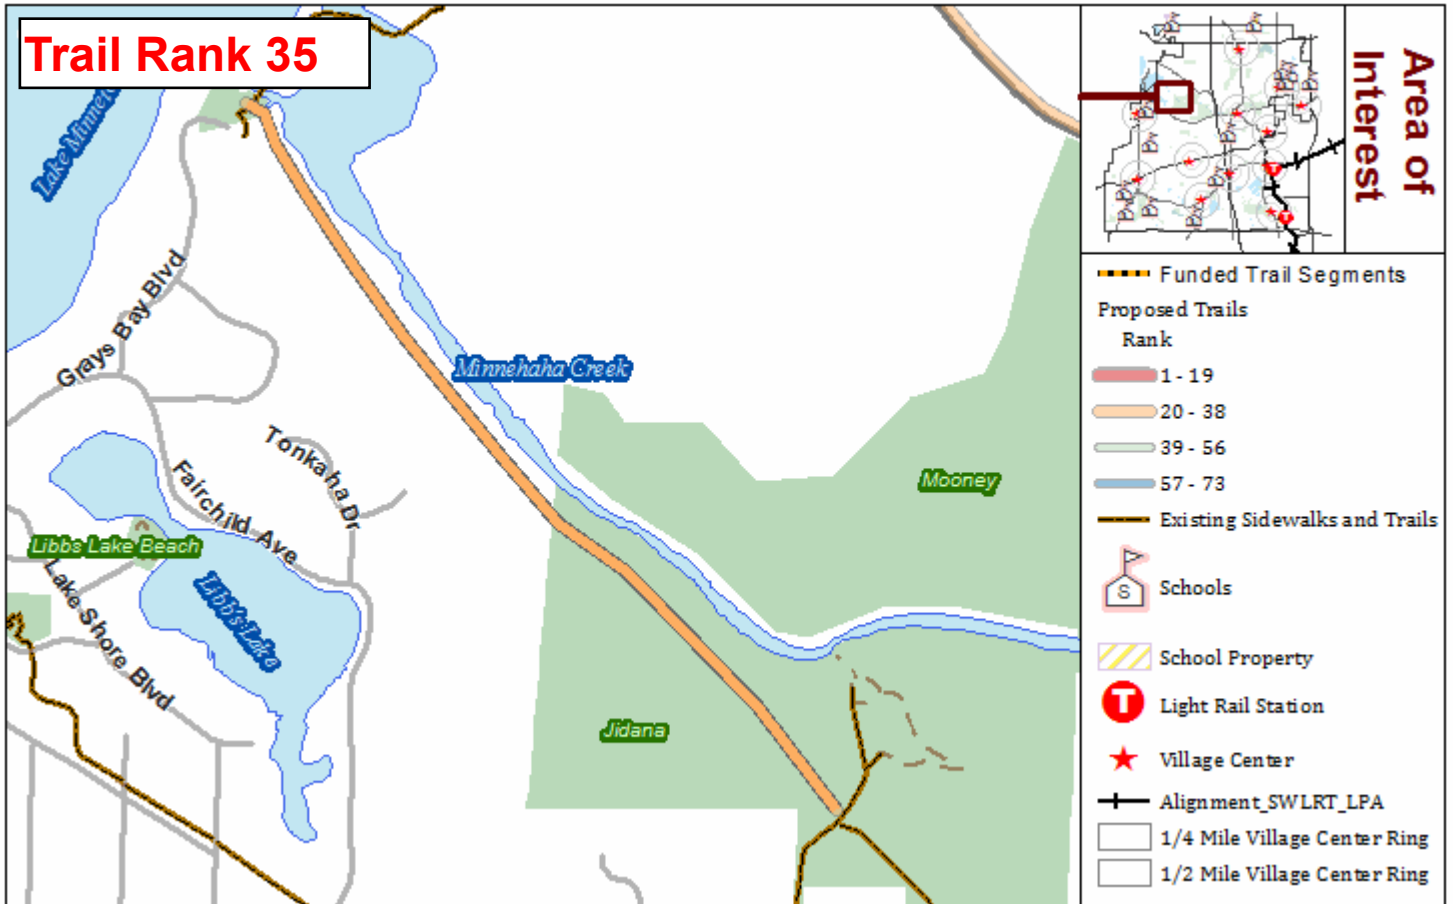 Trail Rank 35
Area of
Interest
Grays Bay Blvd
Minnehaha Creek
Tonkaha Dr
Fairchild Ave
Mooney
Libbs Lake Beach
Libb's Lake
Lake Shore Blvd
Jidana
Funded Trail Segments
Proposed Trails
Rank
1 - 19
20 - 38
39 - 56
57 - 73
Existing Sidewalks and Trails
S
Schools
School Property
T
Light Rail Station
Village Center
Alignment_SWLRT_LPA
1/4 Mile Village Center Ring
1/2 Mile Village Center Ring
Lake